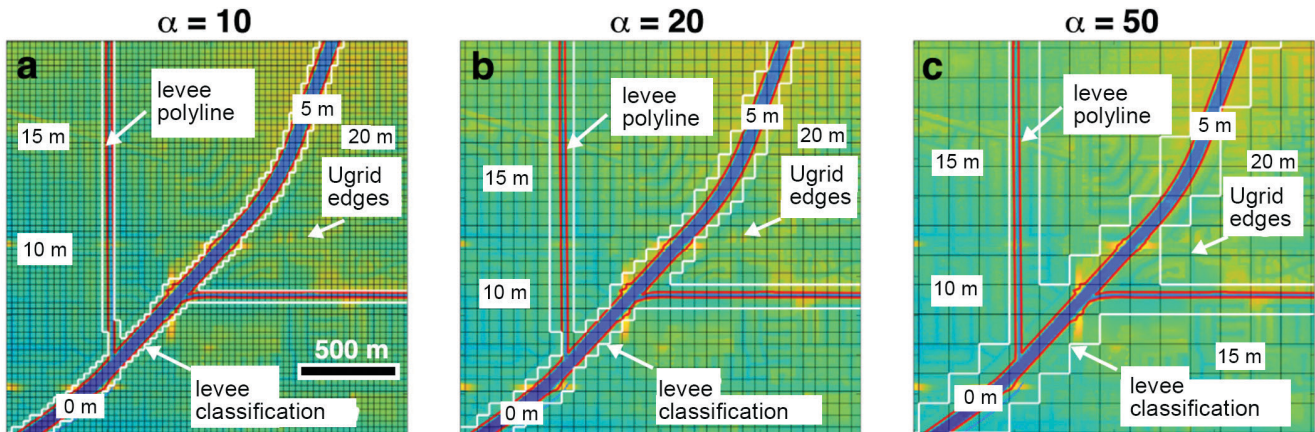 α = 10
a
levee
polyline
5 m
15 m
20 m
Ugrid
edges
10 m
500 m
0 m
levee
classification
α = 20
b
levee
polyline
5 m
20 m
15 m
Ugrid
edges
10 m
0 m
levee
classification
α = 50
c
levee
polyline
5 m
15 m
20 m
Ugrid
edges
10 m
15 m
0 m
levee
classification